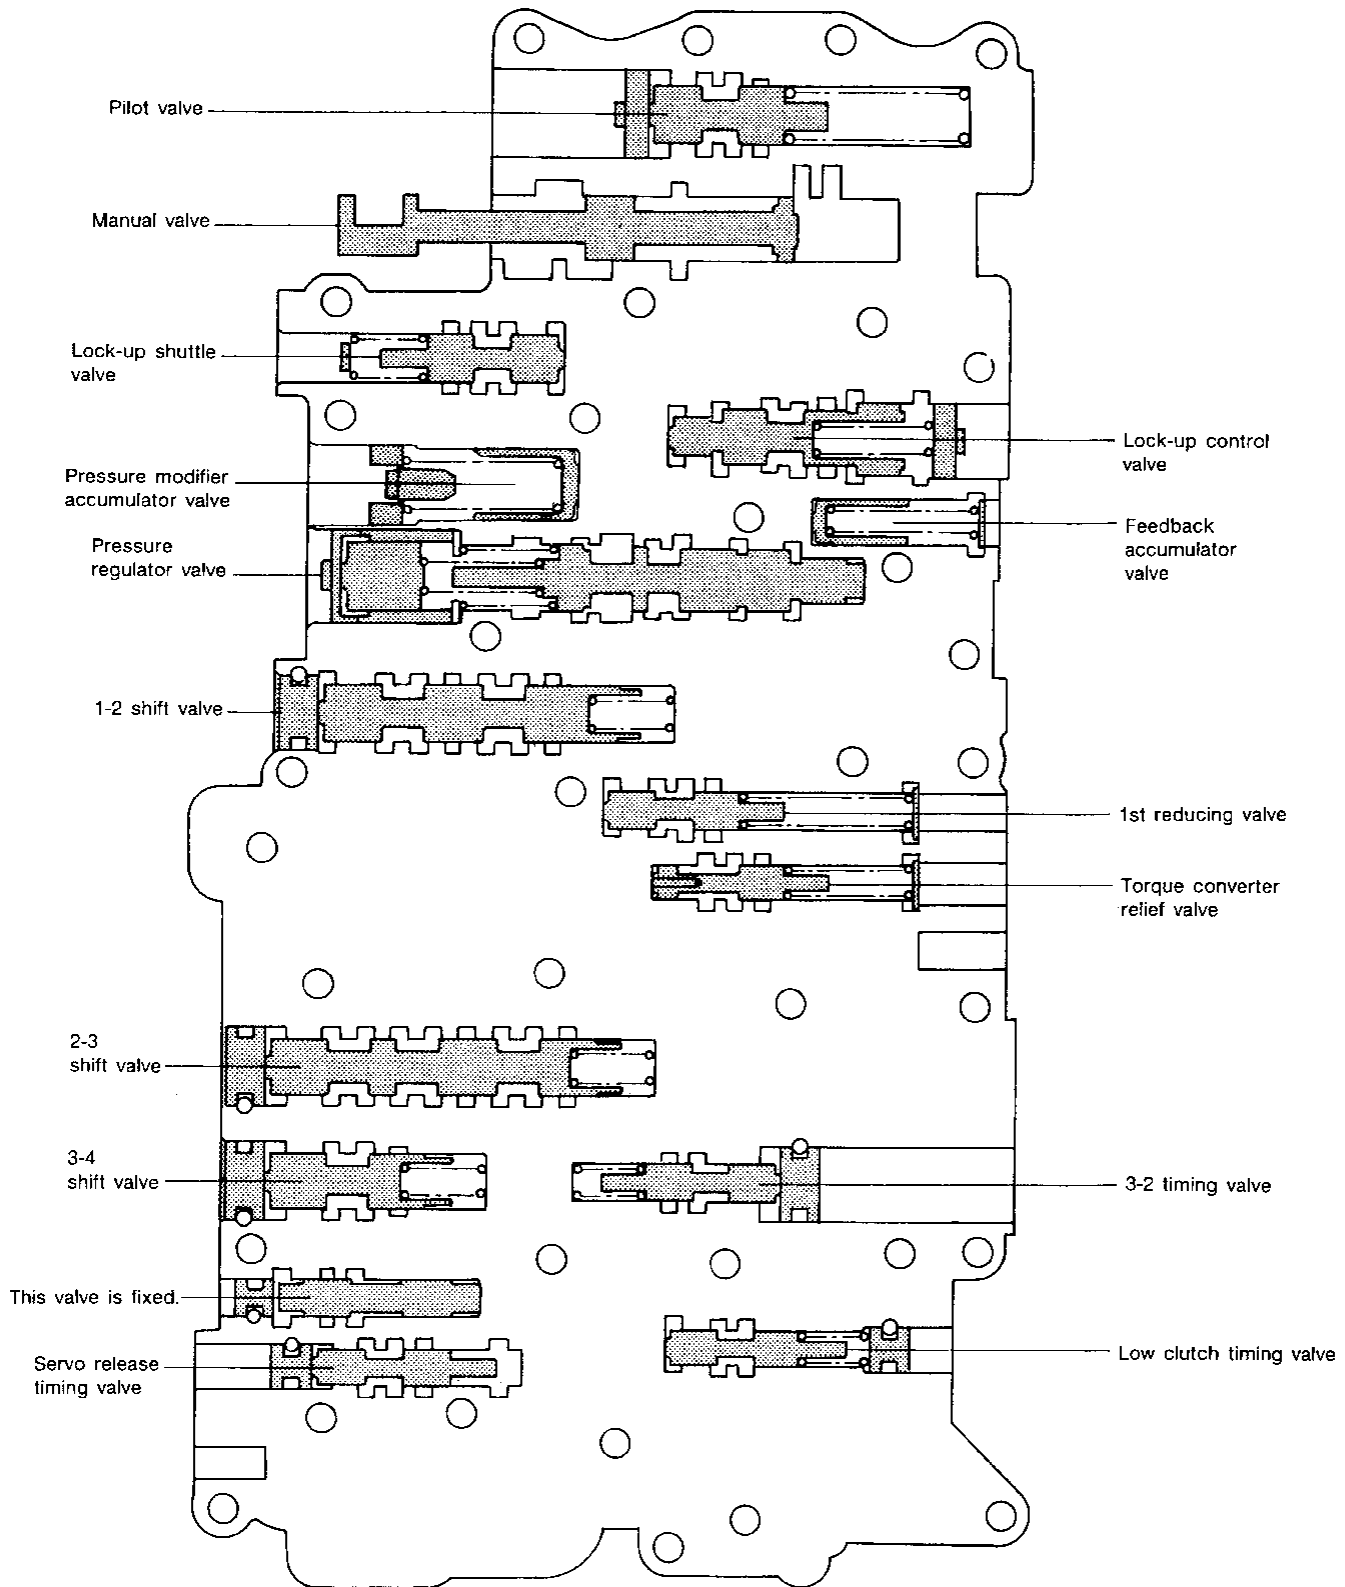 Pilot valve
Manual valve
Lock-up shuttle
valve
Pressure modifier
accumulator valve
Pressure
regulator valve
1-2 shift valve
2-3
shift valve
3-4
shift valve
This valve is fixed.
Servo release
timing valve
Lock-up control
valve
Feedback
accumulator
valve
1st reducing valve
Torque converter
relief valve
3-2 timing valve
Low clutch timing valve